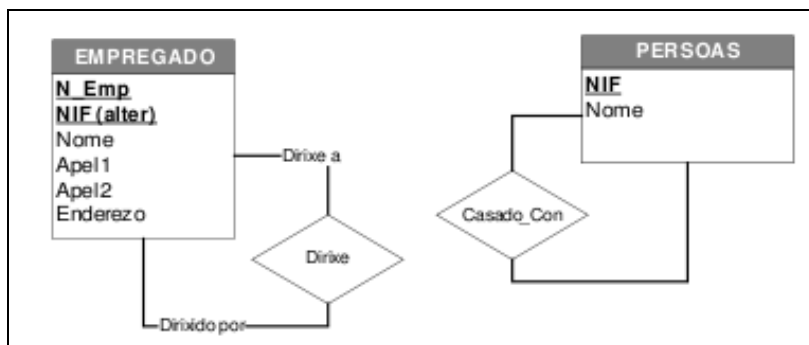 EMPREGADO
N_Emp
NIF (alter)
Nome
Apel1
Apel2
Enderezo
Dirixe a
Dirixe
Dirixido por
PERSOAS
NIF
Nome
Casado_Con